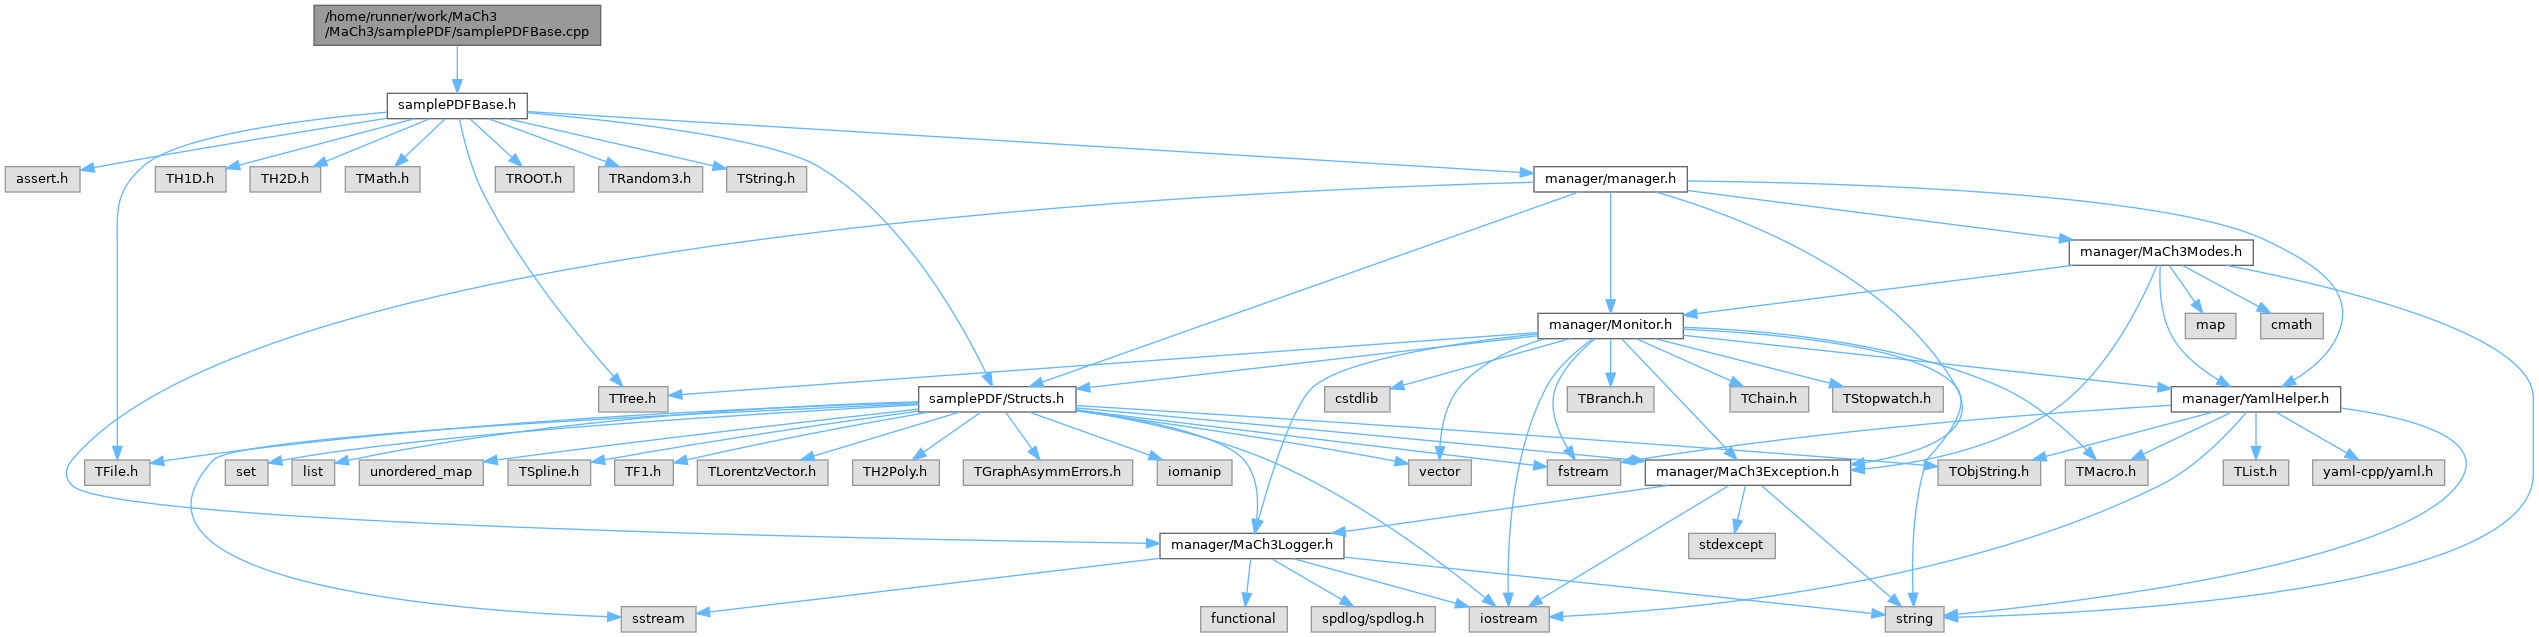 /home/runner/work/MaCh3
/MaCh3/samplePDF/samplePDFBase.cpp
samplePDFBase.h
assert.h
TH1D.h
TH2D.h
TMath.h
TROOT.h
TRandom3.h
TString.h
manager/manager.h
manager/MaCh3Modes.h
manager/Monitor.h
map
cmath
TTree.h
samplePDF/Structs.h
cstdlib
TBranch.h
TChain.h
TStopwatch.h
manager/YamlHelper.h
TFile.h
set
list
unordered_map
TSpline.h
TF1.h
TLorentzVector.h
TH2Poly.h
TGraphAsymmErrors.h
iomanip
vector
fstream
manager/MaCh3Exception.h
TObjString.h
TMacro.h
TList.h
yaml-cpp/yaml.h
manager/MaCh3Logger.h
stdexcept
sstream
functional
spdlog/spdlog.h
iostream
string